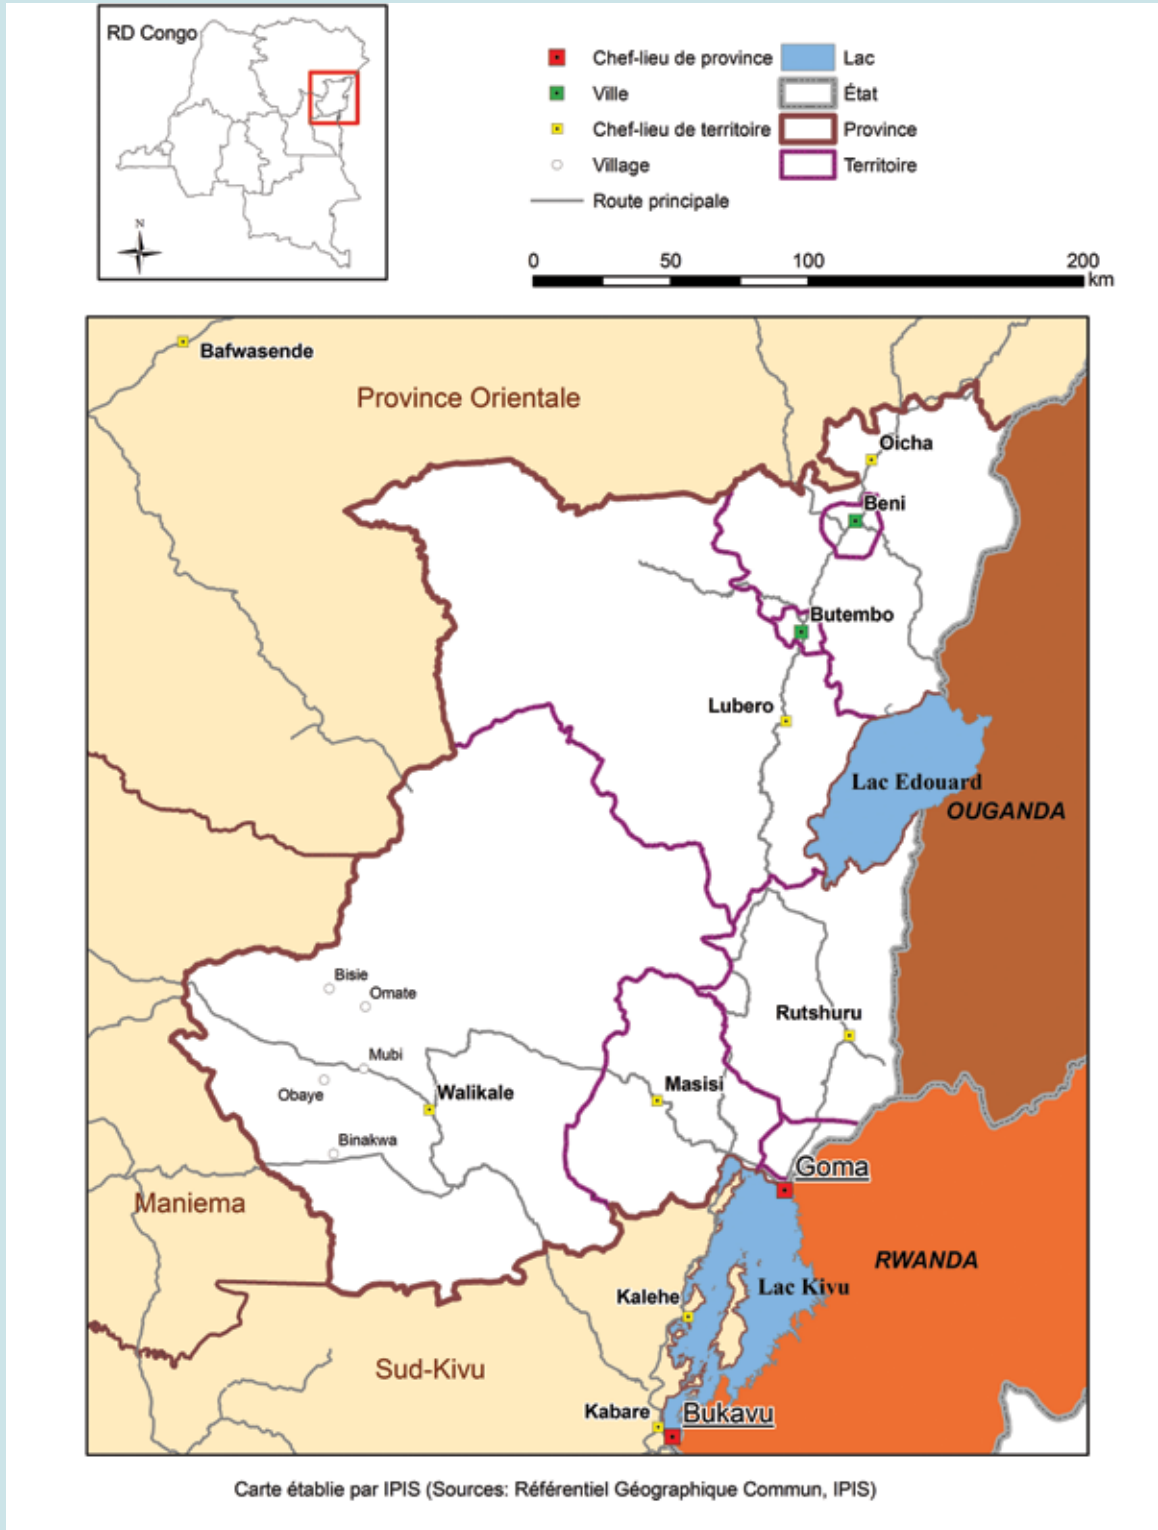 RD Congo
N
Chef-lieu de province
Ville
Chef-lieu de territoire
Village
Route principale
Lac
État
Province
Territoire
0 50 100 200
km
Bafwasende
Province Orientale
Oicha
Beni
Butembo
Lubero
Lac Edouard
OUGANDA
Bisie
Omate
Rutshuru
Mubi
Masisi
Obaye
Walikale
Binakwa
Goma
Maniema
RWANDA
Lac Kivu
Kalehe
Sud-Kivu
Kabare
Bukavu
Carte établie par IPIS (Sources: Référentiel Géographique Commun, IPIS)